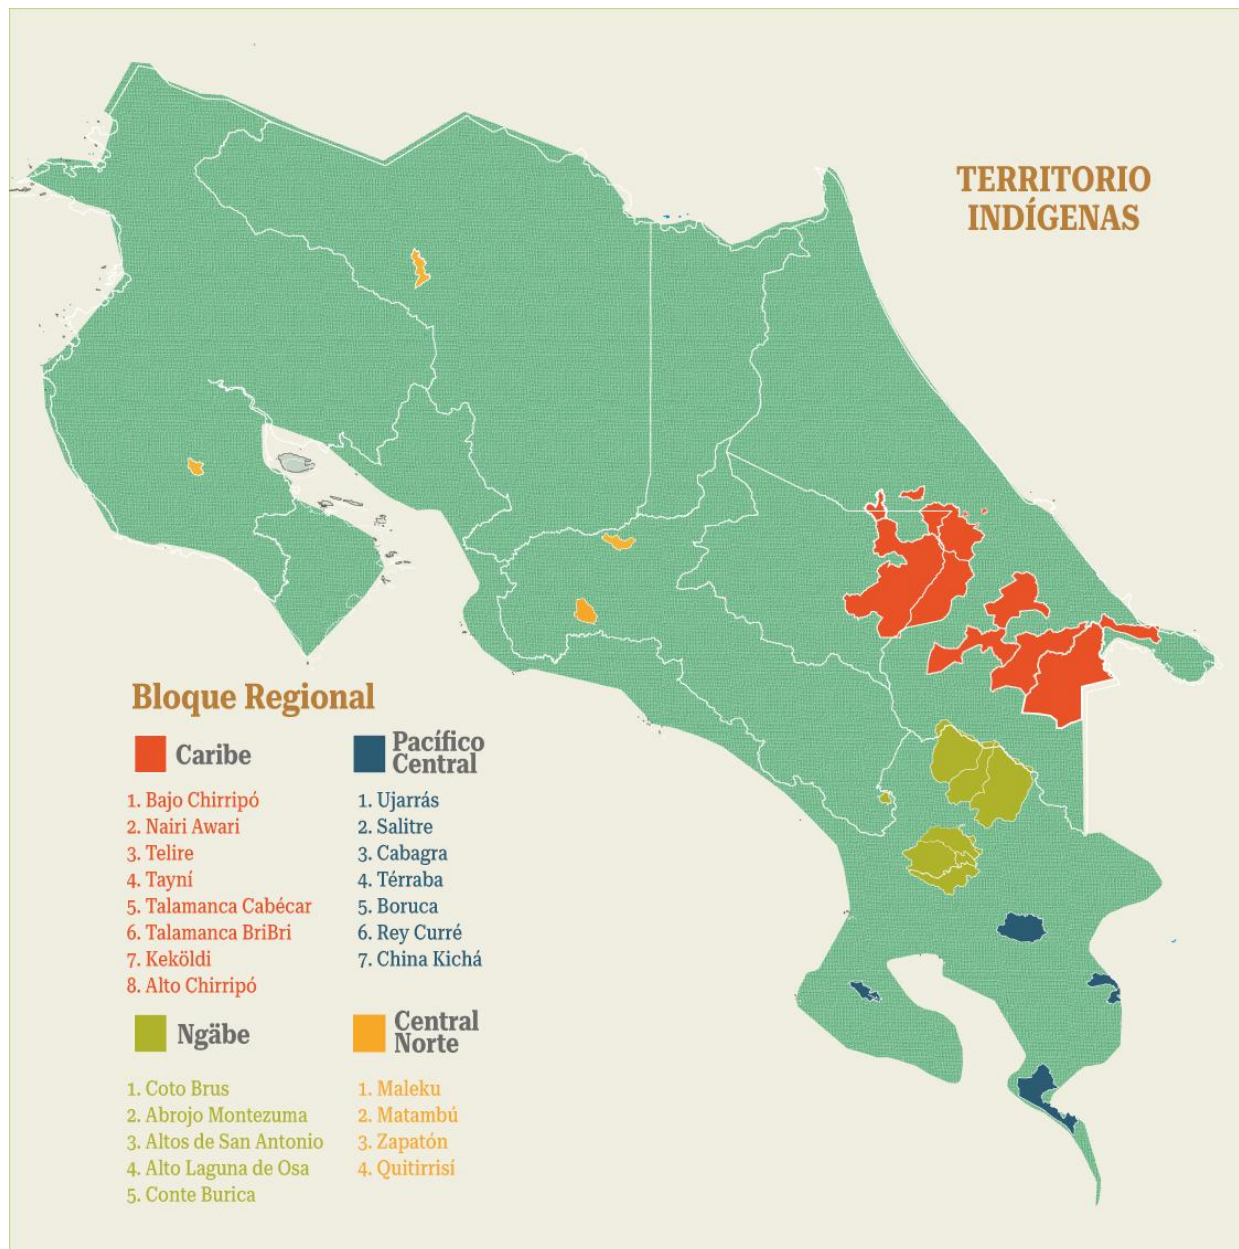 TERRITORIO
INDÍGENAS
Bloque Regional
Caribe
1. Bajo Chirripó
2. Nairi Awari
3. Telire
4. Tayní
5. Talamanca Cabécar
6. Talamanca BriBri
7. Keköldi
8. Alto Chirripó
Pacífico
Central
1. Ujarrás
2. Salitre
3. Cabagra
4. Térraba
5. Boruca
6. Rey Curré
7. China Kichá
Ngäbe
1. Coto Brus
2. Abrojo Montezuma
3. Altos de San Antonio
4. Alto Laguna de Osa
5. Conte Burica
Central
Norte
1. Maleku
2. Matambú
3. Zapatón
4. Quitirrisí